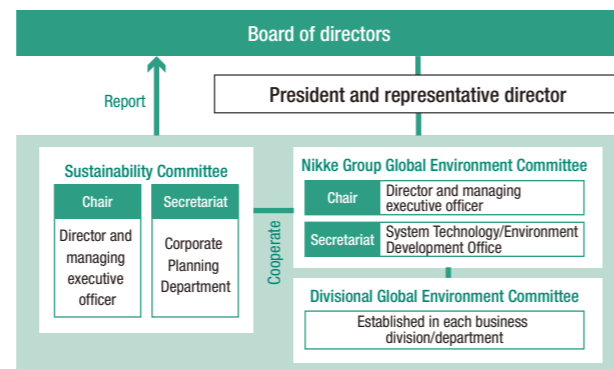 Board of directors
Report
President and representative director
Sustainability Committee
Chair
Director and
managing
executive
officer
Secretariat
Corporate
Planning
Department
Cooperate
Nikke Group Global Environment Committee
Chair
Director and managing
executive officer
Secretariat
System Technology/Environment
Development Office
Divisional Global Environment Committee
Established in each business
division/department